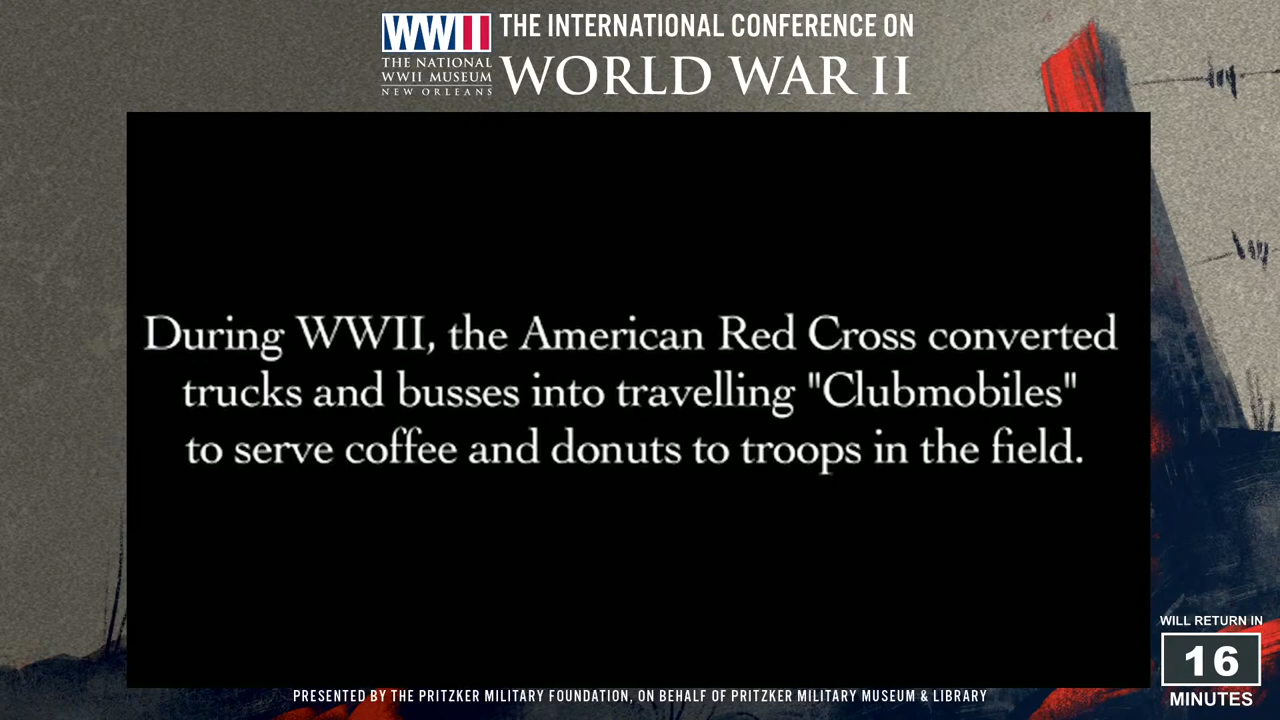 WWII
THE NATIONAL
WWII MUSEUM
NEW ORLEANS
THE INTERNATIONAL CONFERENCE ON
WORLD WAR II
During WWII, the American Red Cross converted
trucks and busses into travelling "Clubmobiles"
to serve coffee and donuts to troops in the field.
WILL RETURN IN
16
MINUTES
PRESENTED BY THE PRITZKER MILITARY FOUNDATION, ON BEHALF OF PRITZKER MILITARY MUSEUM & LIBRARY